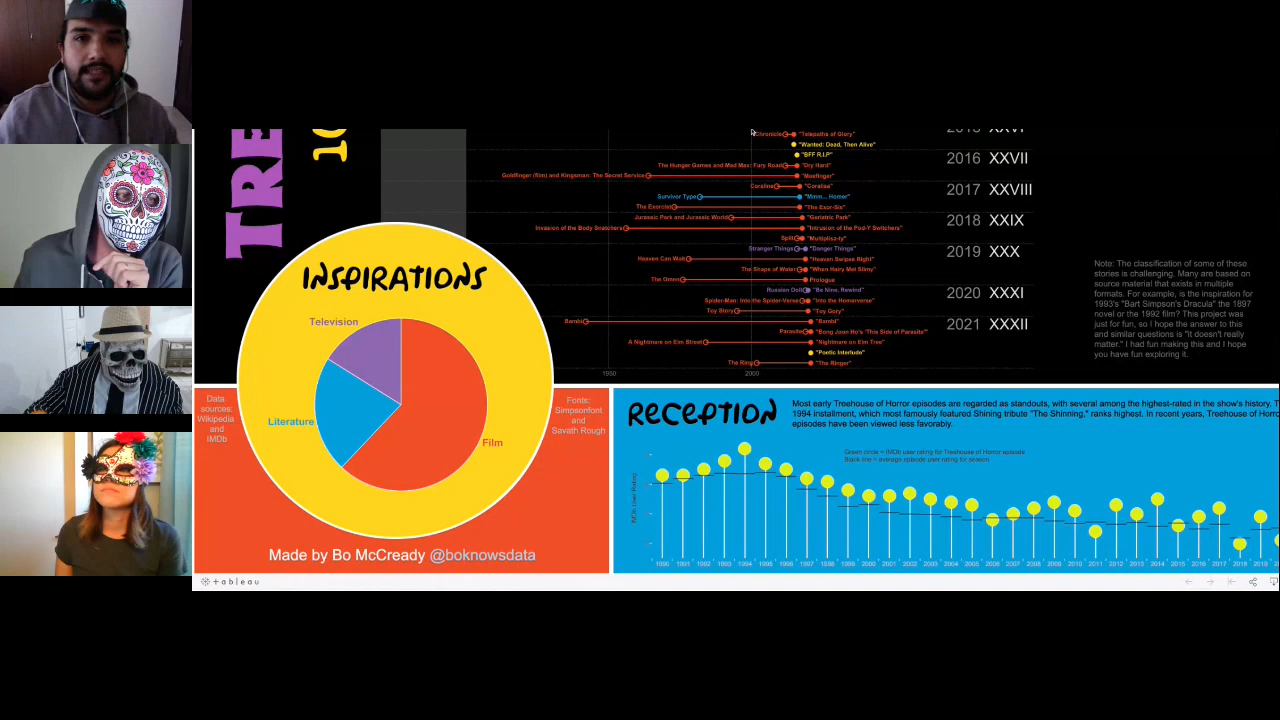 TRE
Chronicle "Telepaths of Glory"
"Wanted: Dead, Then Alive"
"BFF R.I.P"
2016 XXVII
The Hunger Games and Mad Max: Fury Road "Dry Hard"
Goldfinger (film) and Kingsman: The Secret Service "Moefinger"
Coraline "Coralisa"
2017 XXVIII
Survivor Type "Mmm... Homer"
The Exorcist "The Exor-Sis"
Jurassic Park and Jurassic World "Geriatric Park"
2018 XXIX
Invasion of the Body Snatchers "Intrusion of the Pod-Y Switchers"
Split "Multiplisa-ty"
Stranger Things "Danger Things"
2019 XXX
Heaven Can Wait "Heaven Swipes Right"
The Shape of Water "When Hairy Met Slimy"
The Omen Prologue
Russian Doll "Be Nine, Rewind"
2020 XXXI
Spider-Man: Into the Spider-Verse "Into the Homerverse"
Toy Story "Toy Gory"
Bambi "Barnbi"
2021 XXXII
Parasite "Bong Joon Ho's 'This Side of Parasite'"
A Nightmare on Elm Street "Nightmare on Elm Tree"
"Poetic Interlude"
The Ring "The Ringer"
1950 2000
Note: The classification of some of these
stories is challenging. Many are based on
source material that exists in multiple
formats. For example, is the inspiration for
1993's "Bart Simpson's Dracula" the 1897
novel or the 1992 film? This project was
just for fun, so I hope the answer to this
and similar questions is "it doesn't really
matter." I had fun making this and I hope
you have fun exploring it.
INSPIRATIONS
Television
Literature
Film
Data
sources:
Wikipedia
and
IMDb
Fonts:
Simpsonfont
and
Savath Rough
Made by Bo McCready @boknowsdata
RECEPTION
Most early Treehouse of Horror episodes are regarded as standouts, with several among the highest-rated in the show's history. T
1994 installment, which most famously featured Shining tribute "The Shinning," ranks highest. In recent years, Treehouse of Horr
episodes have been viewed less favorably.
Green circle = IMDb user rating for Treehouse of Horror episode
Black line = average episode user rating for season
IMDb User Rating
1990 1991 1992 1993 1994 1995 1996 1997 1998 1999 2000 2001 2002 2003 2004 2005 2006 2007 2008 2009 2010 2011 2012 2013 2014 2015 2016 2017 2018 2019
+ableau